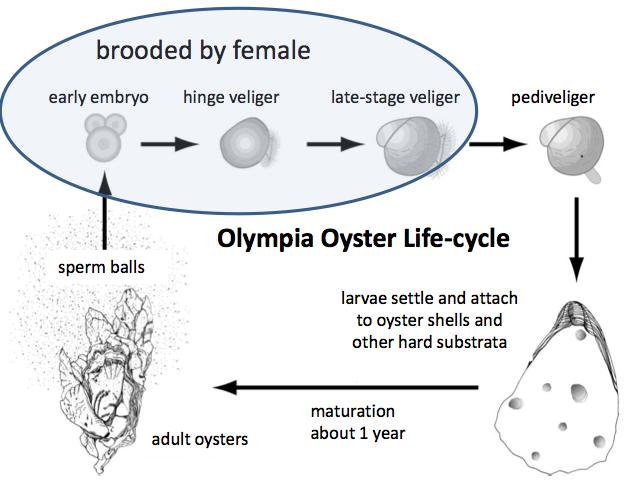 brooded by female
early embryo
hinge veliger
late-stage veliger
pediveliger
Olympia Oyster Life-cycle
sperm balls
larvae settle and attach
to oyster shells and
other hard substrata
maturation
about 1 year
adult oysters